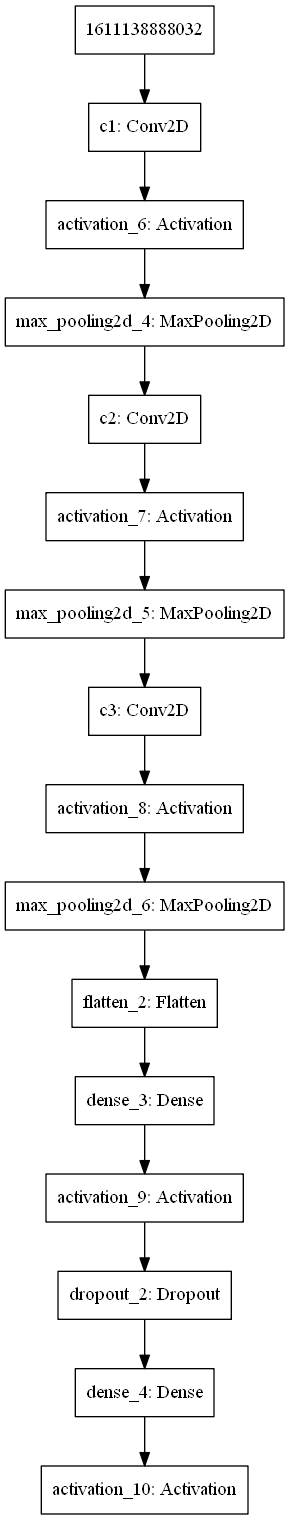 1611138888032
c1: Conv2D
activation_6: Activation
max_pooling2d_4: MaxPooling2D
c2: Conv2D
activation_7: Activation
max_pooling2d_5: MaxPooling2D
c3: Conv2D
activation_8: Activation
max_pooling2d_6: MaxPooling2D
flatten_2: Flatten
dense_3: Dense
activation_9: Activation
dropout_2: Dropout
dense_4: Dense
activation_10: Activation